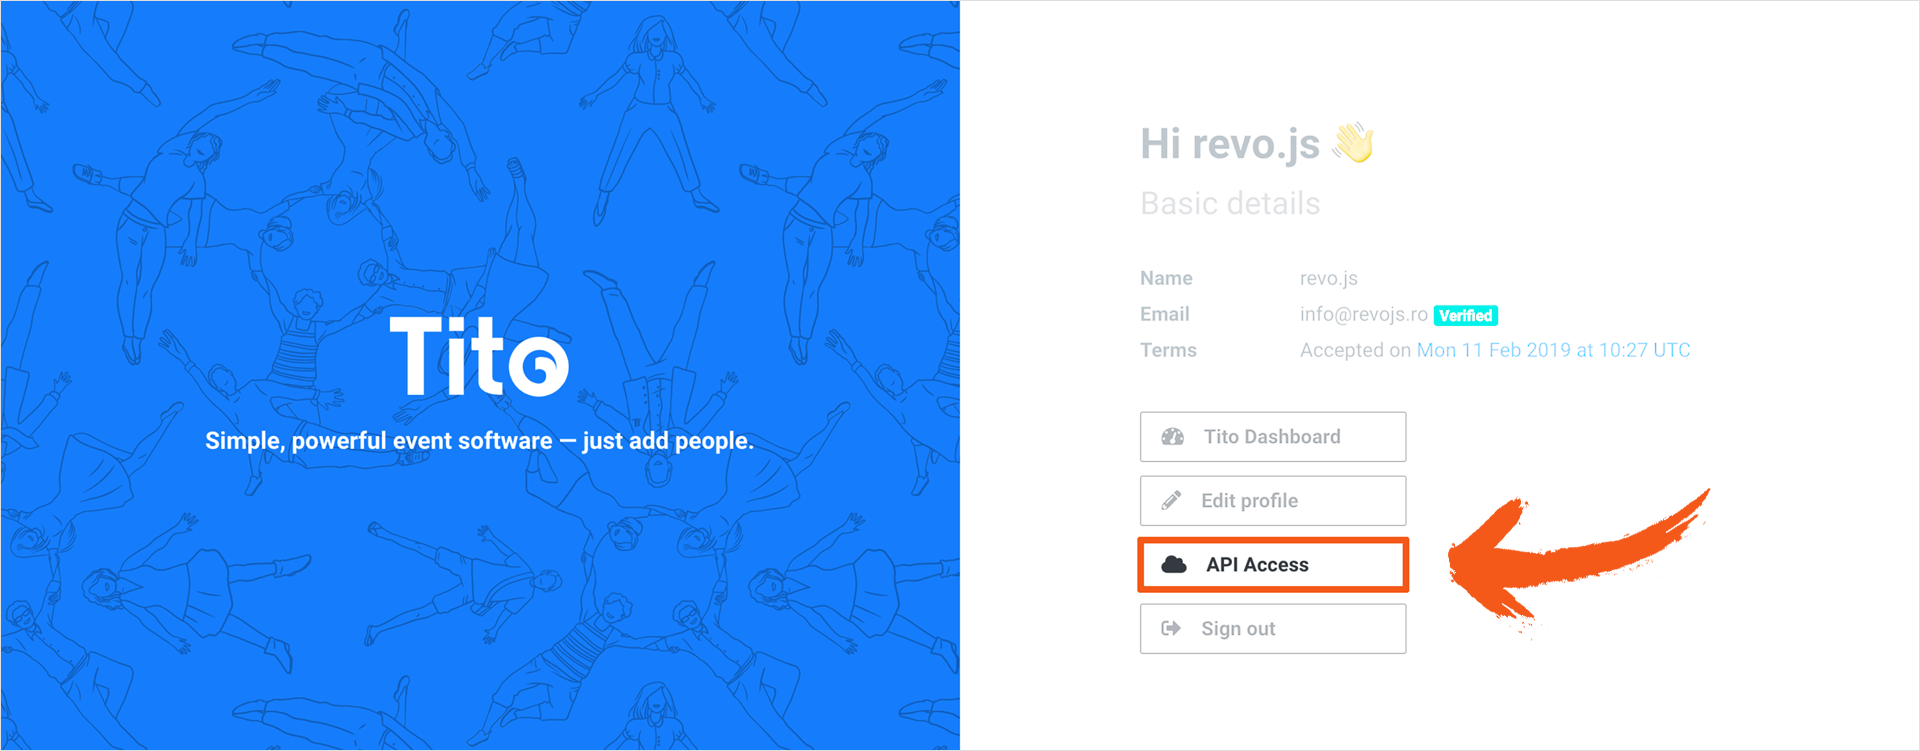 Tito
Simple, powerful event software — just add people.
Hi revo.js 👋
Basic details
Name revo.js
Email info@revojs.ro Verified
Terms Accepted on Mon 11 Feb 2019 at 10:27 UTC
Tito Dashboard
Edit profile
API Access
Sign out